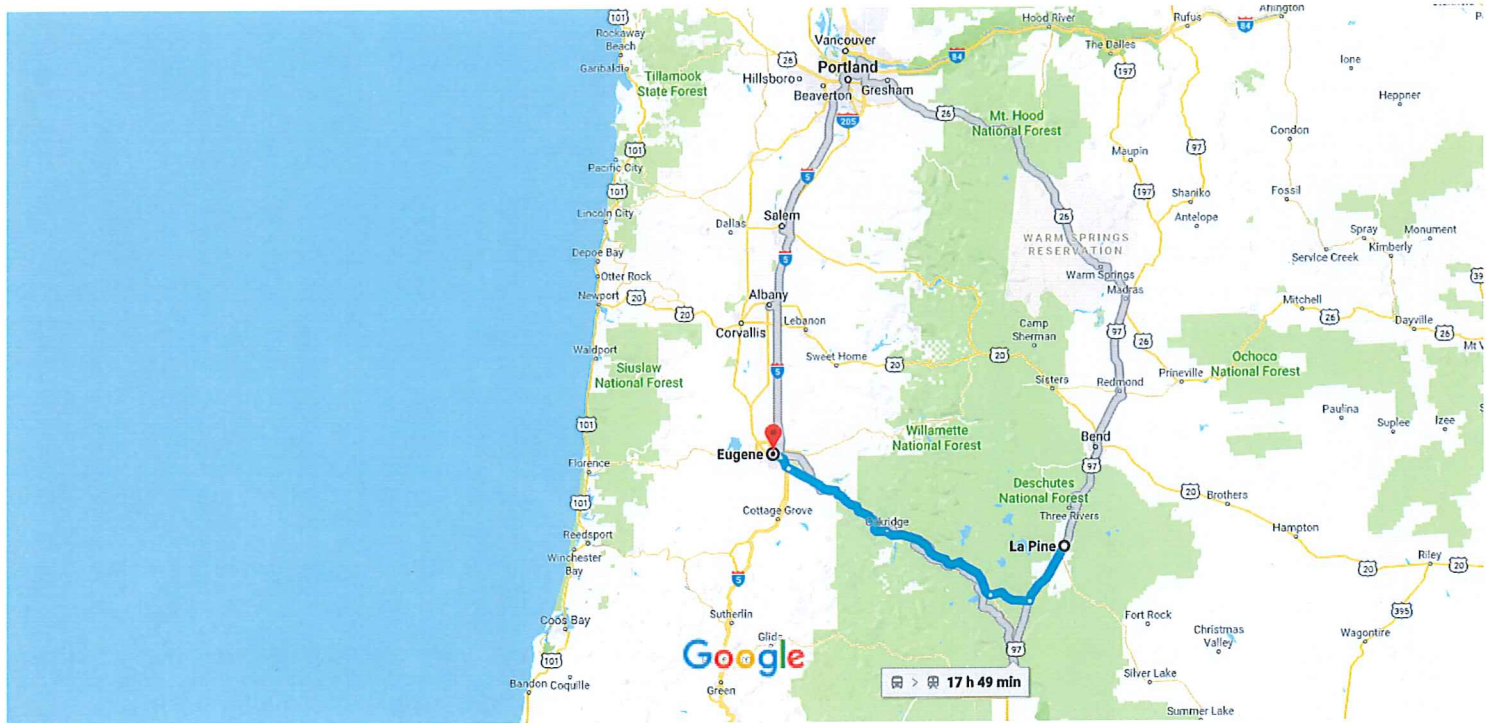 101
Rockaway
Beach
Garibaldi
Tillamook
State Forest
26
Hillsboro
Vancouver
Portland
Beaverton
Gresham
205
84
Hood River
The Dalles
Rufus
84
Arlington
Ione
Heppner
197
26
Mt. Hood
National Forest
97
Condon
101
Pacific City
101
Lincoln City
Depoe Bay
Otter Rock
Newport
20
20
Dallas
Salem
5
5
Albany
Corvallis
Lebanon
Sweet Home
20
Maupin
197
Shaniko
Antelope
Fossil
26
WARM SPRINGS
RESERVATION
Warm Springs
Madras
Spray
Monument
Service Creek
Kimberly
Mitchell
26
Dayville
26
Camp
Sherman
20
97
26
Sisters
Redmond
Prineville
Ochoco
National Forest
Paulina
Suplee
Izee
Waldport
Siuslaw
National Forest
101
5
Eugene
Florence
101
Willamette
National Forest
Bend
97
Deschutes
National Forest
Three Rivers
20
Brothers
Hampton
Riley
20
20
Cottage Grove
La Pine
Reedsport
Winchester
Bay
5
Sutherlin
Coos Bay
101
Bandon
Coquille
Green
Google
97
17 h 49 min
Fort Rock
Christmas
Valley
395
Wagontire
Silver Lake
Summer Lake